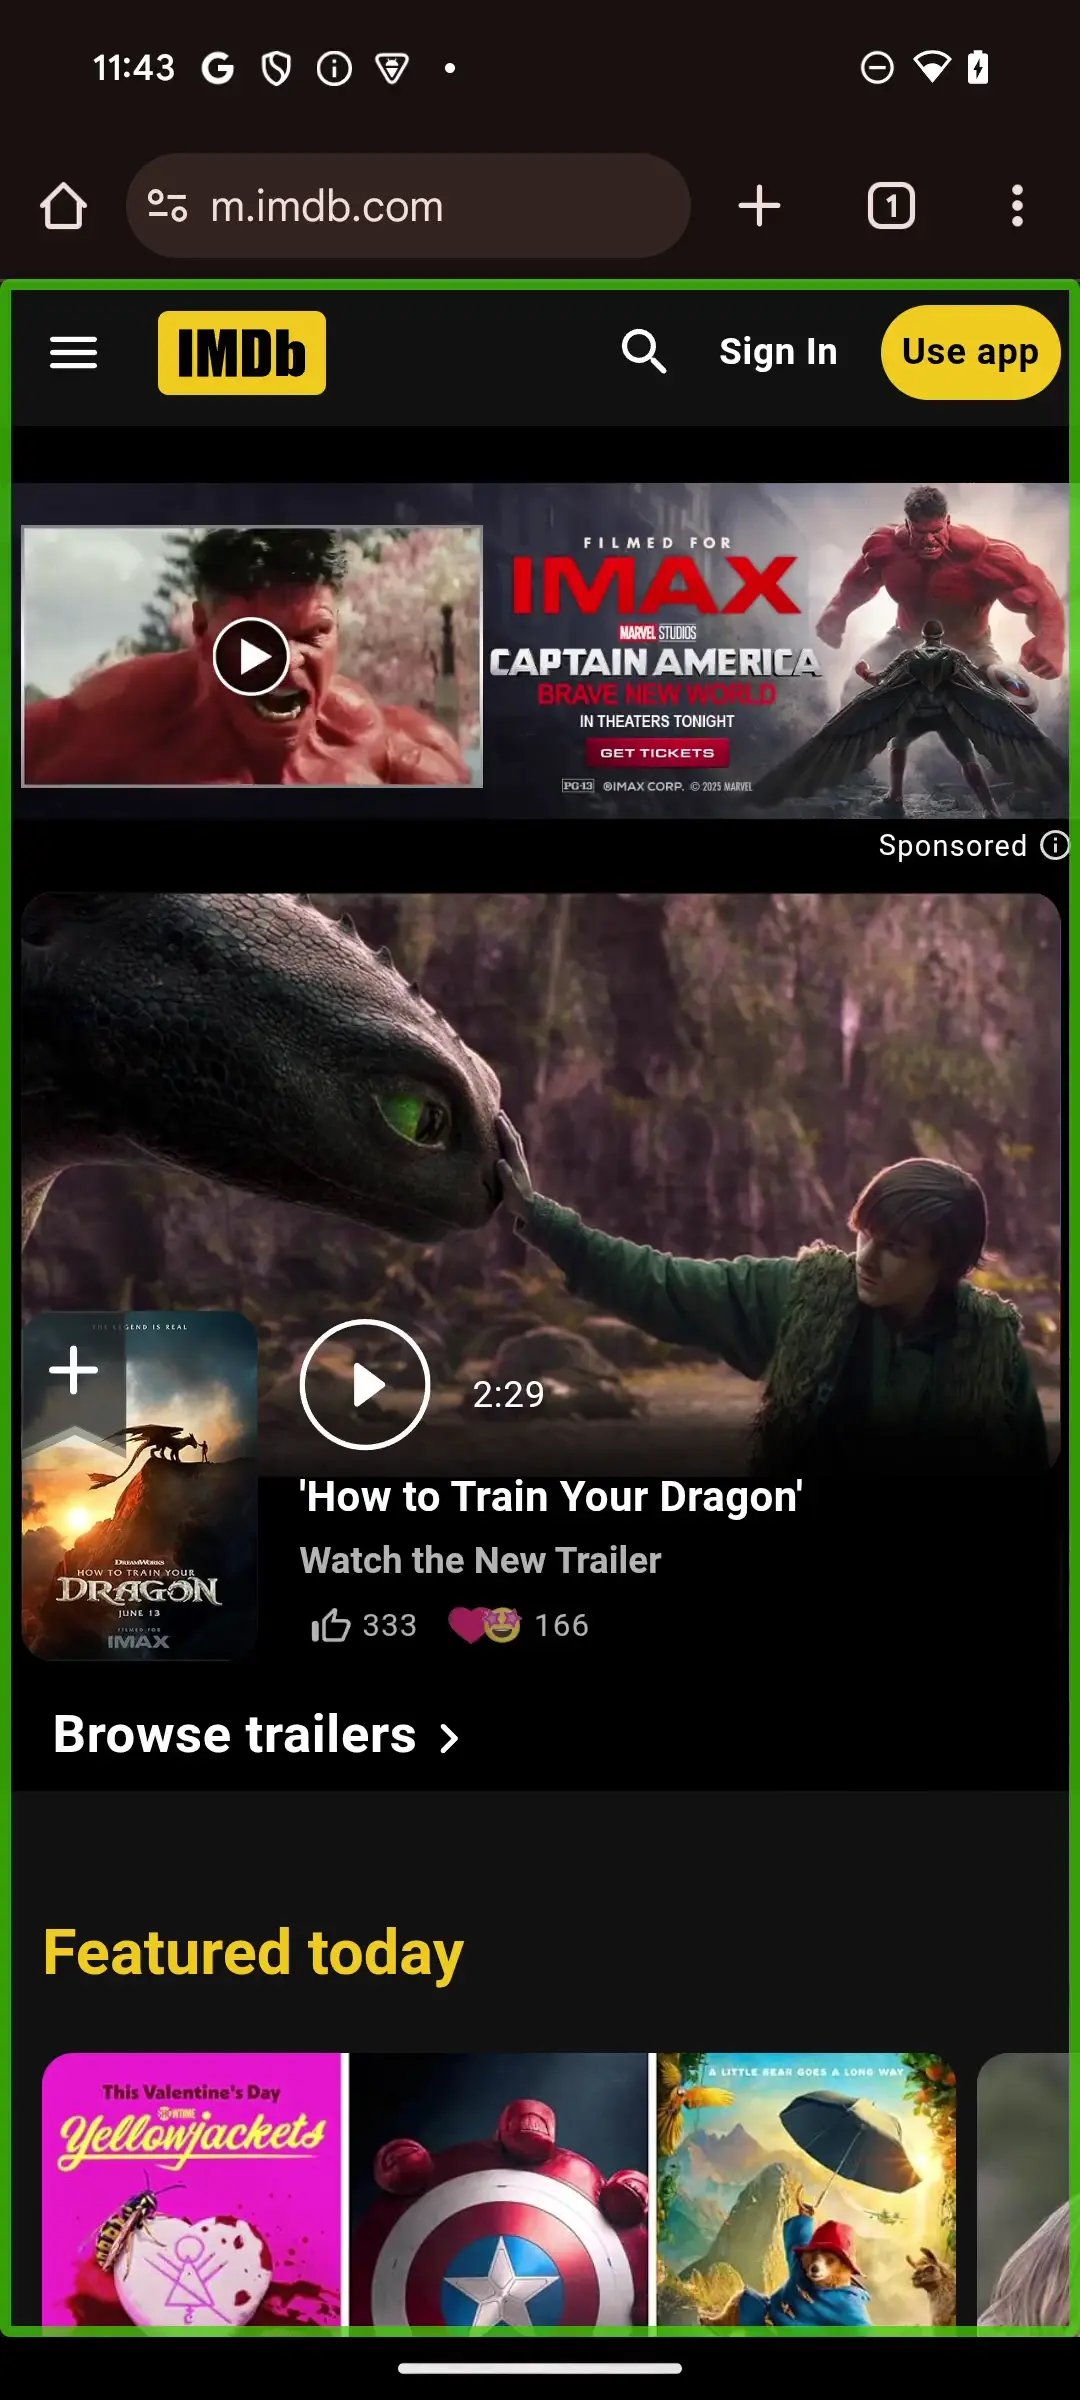 11:43
m.imdb.com
1
IMDb
Sign In
Use app
FILMED FOR
IMAX
MARVEL STUDIOS
CAPTAIN AMERICA
BRAVE NEW WORLD
IN THEATERS TONIGHT
GET TICKETS
PG-13 ®IMAX CORP. © 2025 MARVEL
Sponsored
THE LEGEND IS REAL
DREAMWORKS
HOW TO TRAIN YOUR
DRAGON
JUNE 13
FILMED FOR
IMAX
2:29
'How to Train Your Dragon'
Watch the New Trailer
333
166
Browse trailers
Featured today
This Valentine's Day
SHOWTIME
Yellowjackets
A LITTLE BEAR GOES A LONG WAY